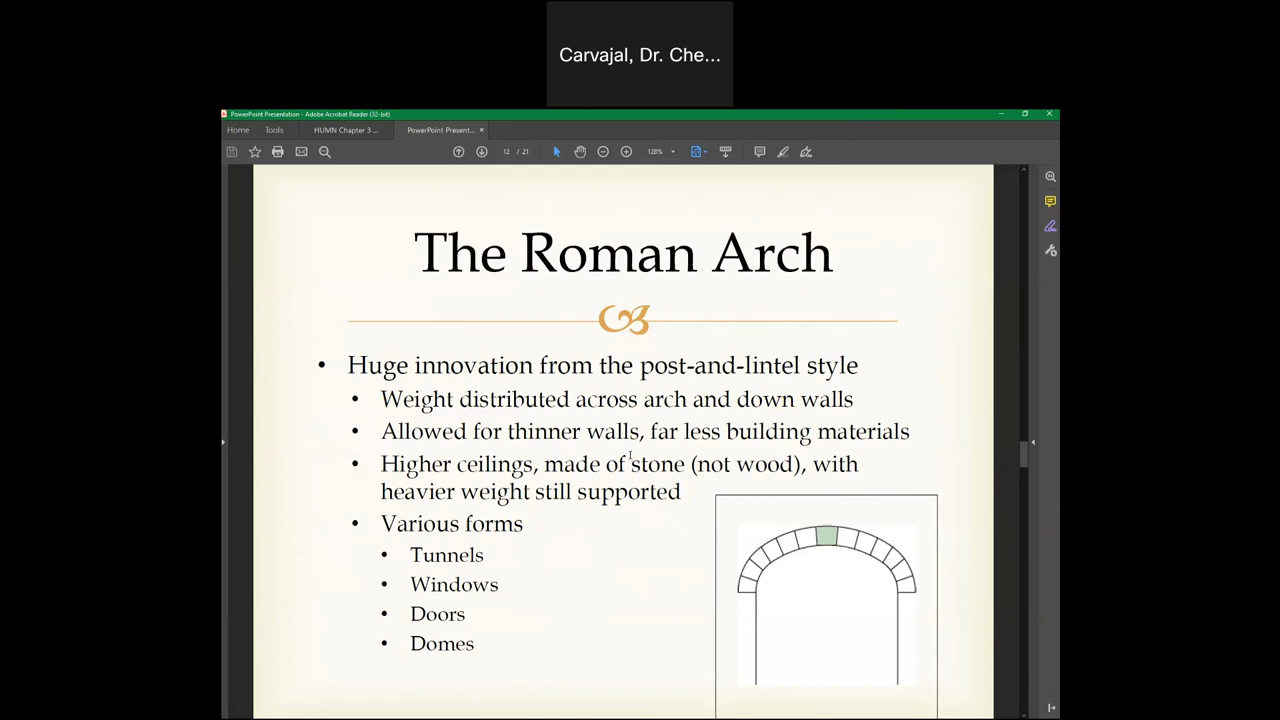 Carvajal, Dr. Che...
PowerPoint Presentation - Adobe Acrobat Reader (32-bit)
Home Tools HUMN Chapter 3 ... PowerPoint Present... ×
12 / 21 128%
The Roman Arch
• Huge innovation from the post-and-lintel style
• Weight distributed across arch and down walls
• Allowed for thinner walls, far less building materials
• Higher ceilings, made of stone (not wood), with
heavier weight still supported
• Various forms
• Tunnels
• Windows
• Doors
• Domes